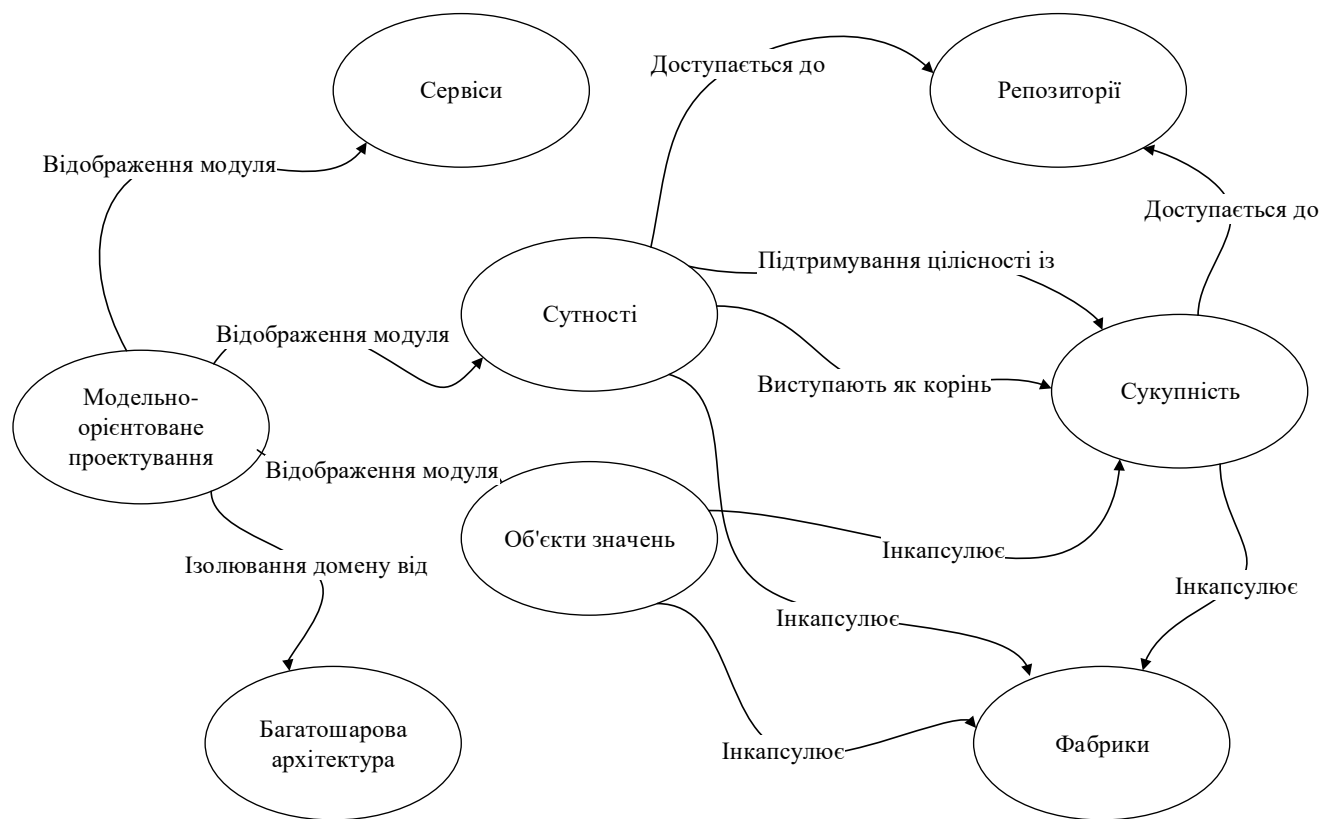 Доступається до
Сервіси
Репозиторії
Відображення модуля
Доступається до
Підтримування цілісності із
Сутності
Відображення модуля
Виступають як корінь
Сукупність
Модельно-
орієнтоване
проектування
Відображення модуля
Об'єкти значень
Інкапсулює
Ізолювання домену від
Інкапсулює
Інкапсулює
Багатошарова
архітектура
Інкапсулює
Фабрики